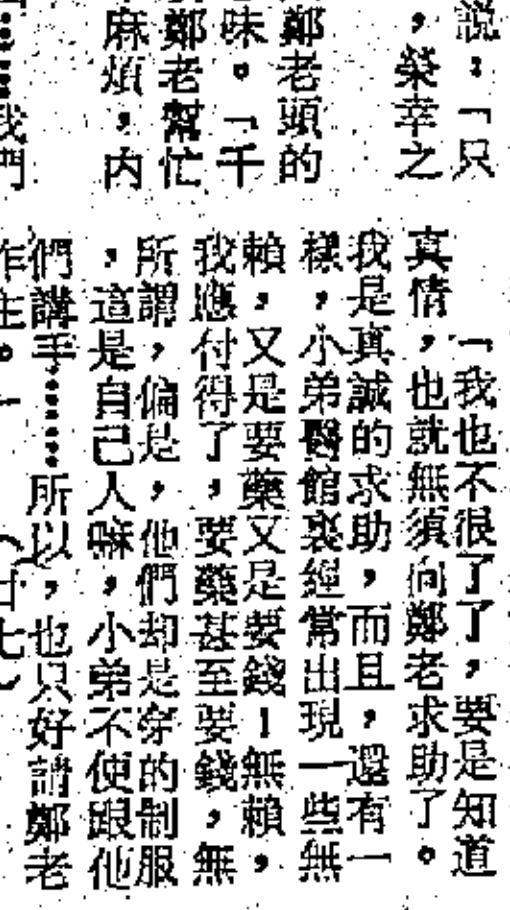 說：「只
，榮幸之
鄭老頭的
味。「千
鄭老幫忙
麻煩，内
我們
「我也不很了了，要是知道
真情，也就無須向鄭老求助了。
我是真誠的求助，而且，還有一
樣，小弟醫館裏經常出現一些無
賴，又是要藥又是要錢！無賴，
我應付得了，要藥甚至要錢，無
所謂，偏是，他們却是穿的制服
，這是自己人嘛，小弟不便跟他
們講手……所以，也只好請鄭老
作主。」（廿七）